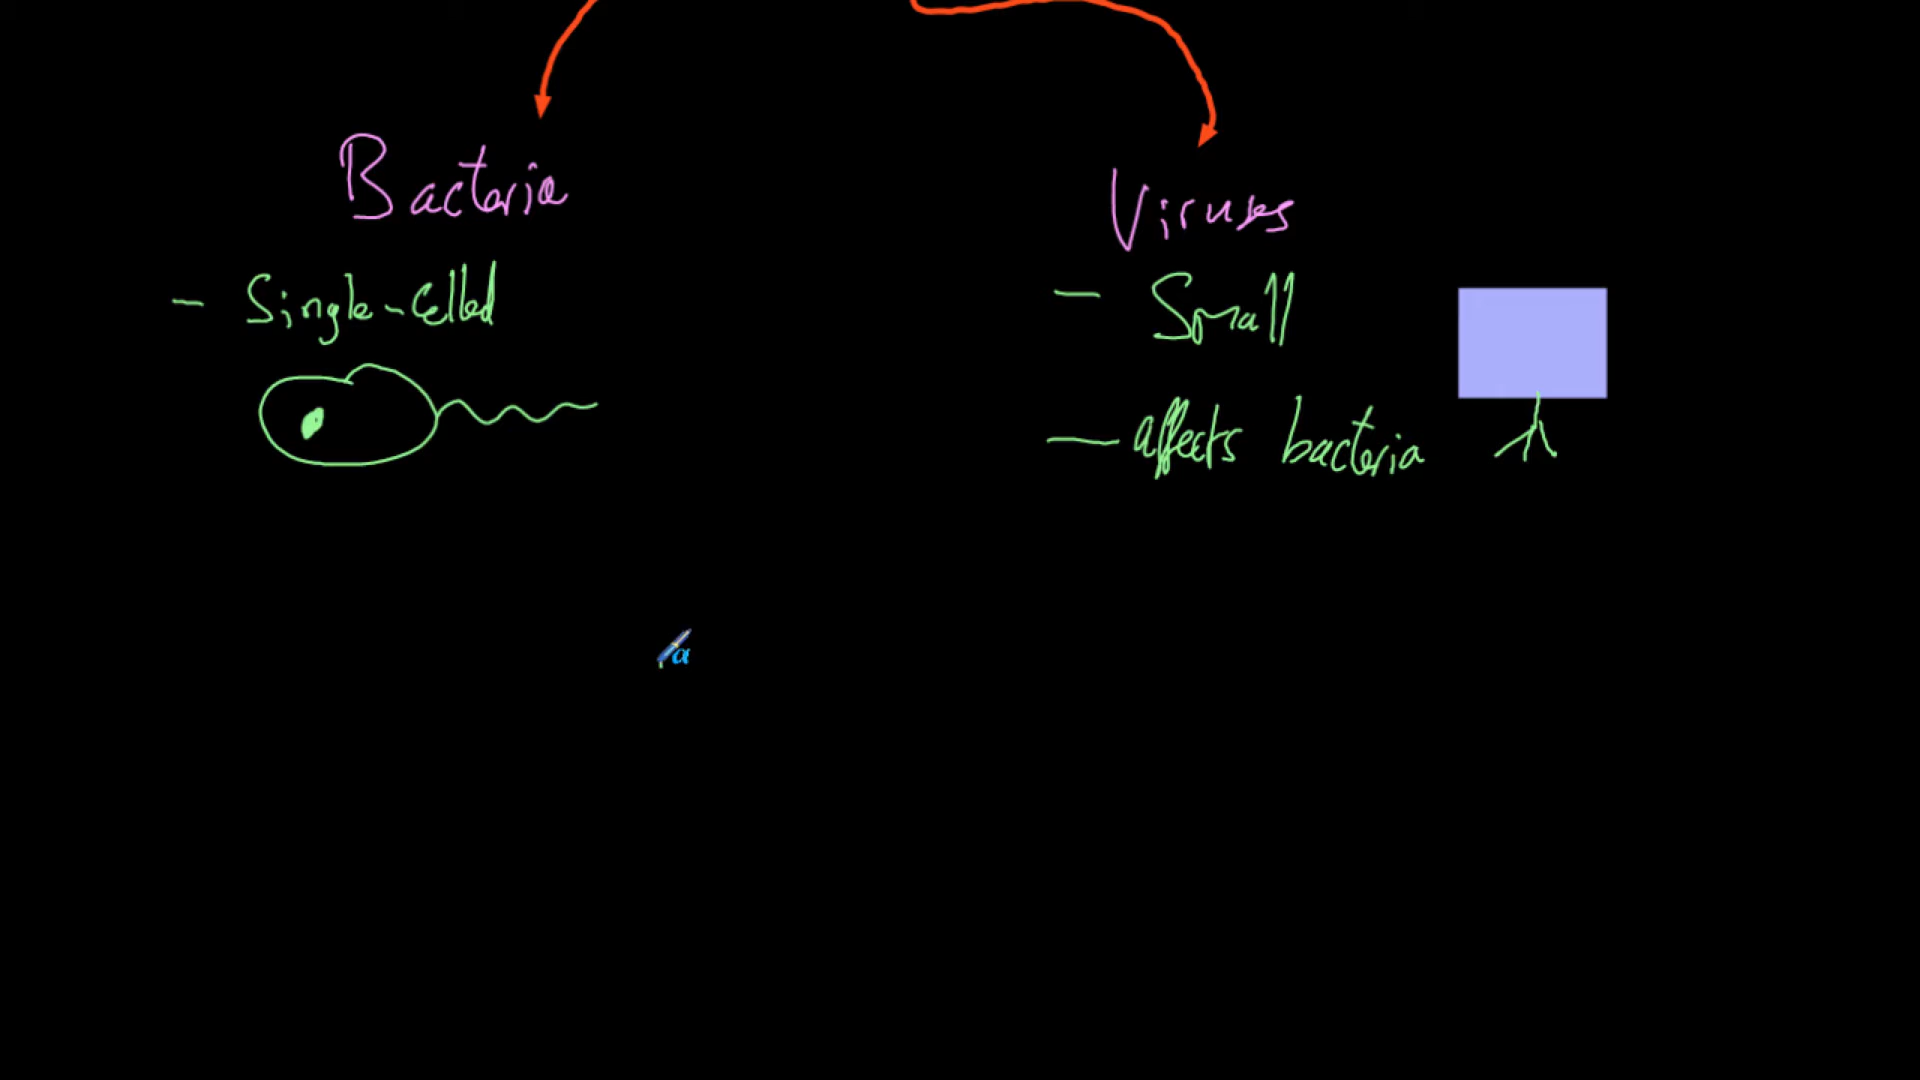 Bacteria
Viruses
- Single-Celled
- Small
- affects bacteria
a